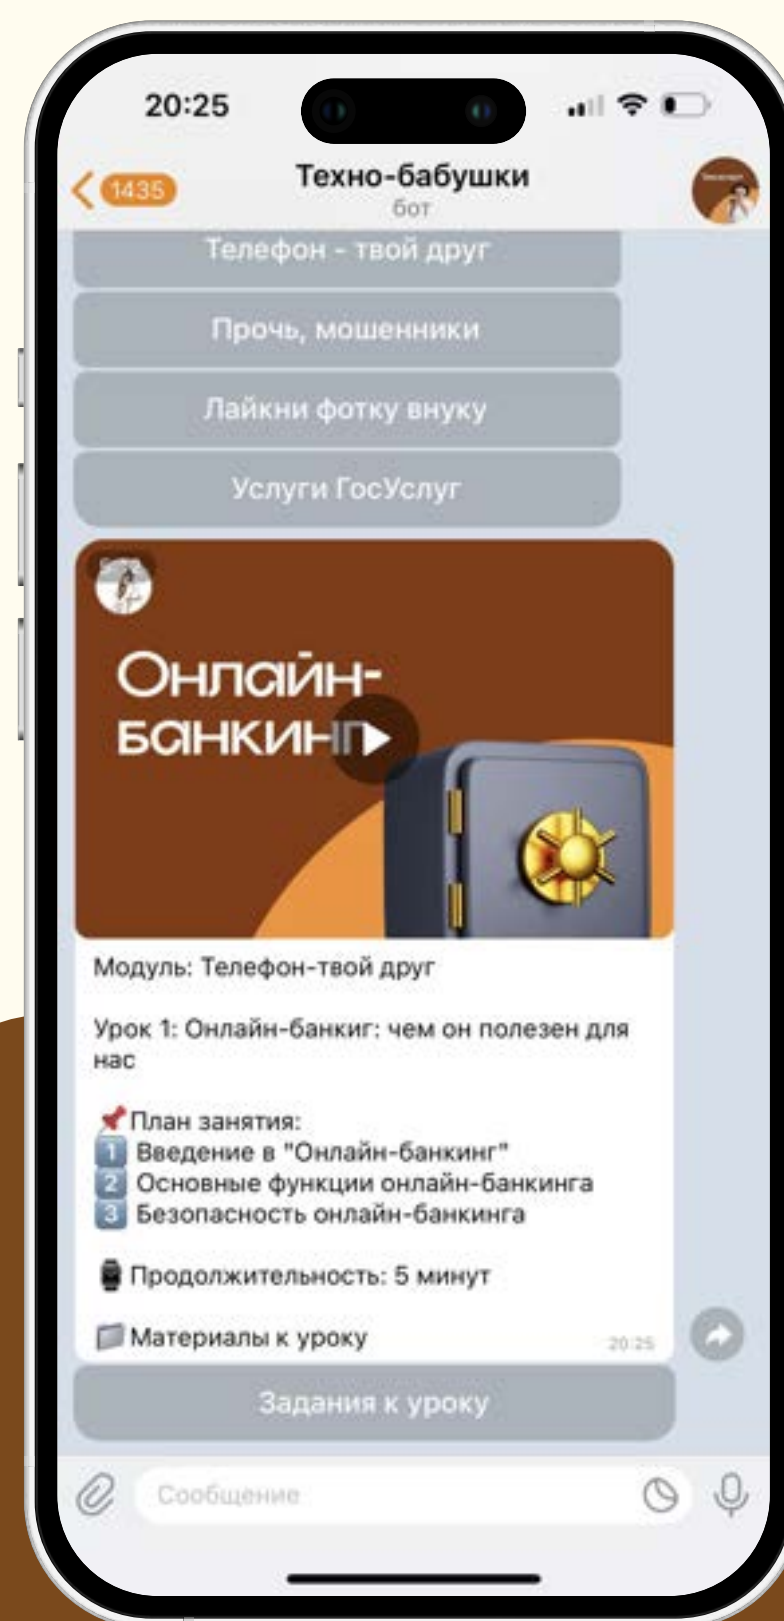 20:25
1435
Техно-бабушки
бот
Телефон - твой друг
Прочь, мошенники
Лайкни фотку внуку
Услуги ГосУслуг
Онлайн-
банкинг
Модуль: Телефон-твой друг
Урок 1: Онлайн-банкиг: чем он полезен для
нас
📌План занятия:
1️⃣ Введение в "Онлайн-банкинг"
2️⃣ Основные функции онлайн-банкинга
3️⃣ Безопасность онлайн-банкинга
Продолжительность: 5 минут
Материалы к уроку
20:25
Задания к уроку
Сообщение